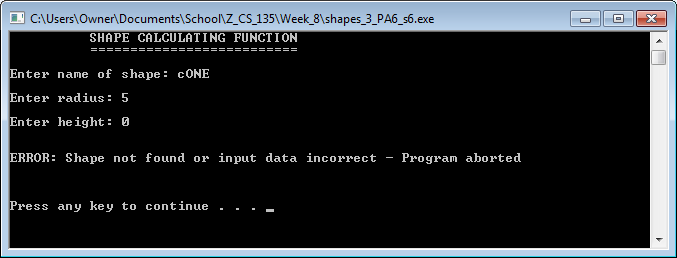 C:\Users\Owner\Documents\School\Z_CS_135\Week_8\shapes_3_PA6_s6.exe
SHAPE CALCULATING FUNCTION
==========================
Enter name of shape: cONE
Enter radius: 5
Enter height: 0
ERROR: Shape not found or input data incorrect - Program aborted
Press any key to continue . . . _